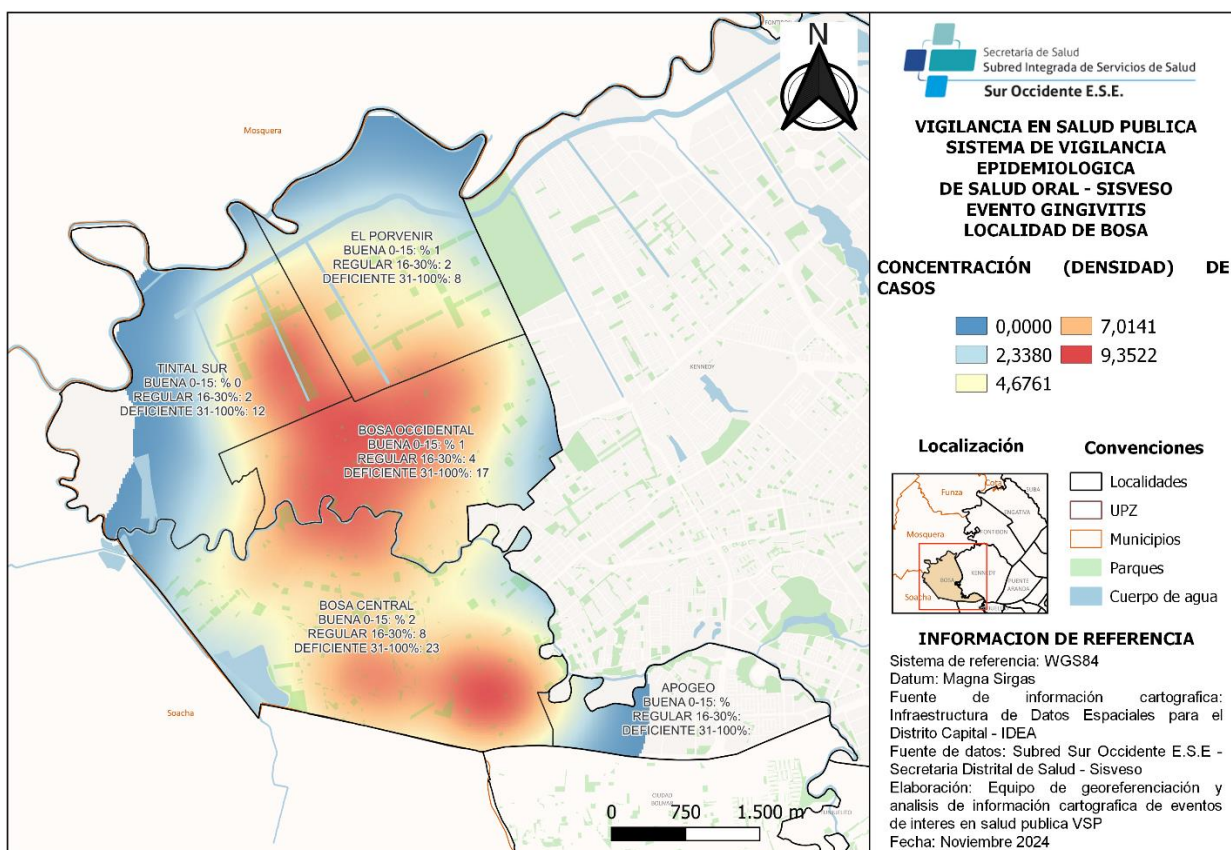 Mosquera
FONTIBON
N
EL PORVENIR
BUENA 0-15: % 1
REGULAR 16-30%: 2
DEFICIENTE 31-100%: 8
TINTAL SUR
BUENA 0-15: % 0
REGULAR 16-30%: 2
DEFICIENTE 31-100%: 12
KENNEDY
BOSA OCCIDENTAL
BUENA 0-15: % 1
REGULAR 16-30%: 4
DEFICIENTE 31-100%: 17
BOSA CENTRAL
BUENA 0-15: % 2
REGULAR 16-30%: 8
DEFICIENTE 31-100%: 23
APOGEO
BUENA 0-15: %
REGULAR 16-30%:
DEFICIENTE 31-100%:
Soacha
CIUDAD
BOLIVAR
0 750 1.500 m
Secretaría de Salud
Subred Integrada de Servicios de Salud
Sur Occidente E.S.E.
VIGILANCIA EN SALUD PUBLICA
SISTEMA DE VIGILANCIA
EPIDEMIOLOGICA
DE SALUD ORAL - SISVESO
EVENTO GINGIVITIS
LOCALIDAD DE BOSA
CONCENTRACIÓN (DENSIDAD) DE
CASOS
0,0000 7,0141
2,3380 9,3522
4,6761
Localización
Funza
Cota
SUBA
ENGATIVA
FONTIBON
Mosquera
BOSA
KENNEDY
PUENTE
ARANDA
Soacha
Convenciones
Localidades
UPZ
Municipios
Parques
Cuerpo de agua
INFORMACION DE REFERENCIA
Sistema de referencia: WGS84
Datum: Magna Sirgas
Fuente de información cartografica:
Infraestructura de Datos Espaciales para el
Distrito Capital - IDEA
Fuente de datos: Subred Sur Occidente E.S.E -
Secretaria Distrital de Salud - Sisveso
Elaboración: Equipo de georeferenciación y
analisis de información cartografica de eventos
de interes en salud publica VSP
Fecha: Noviembre 2024